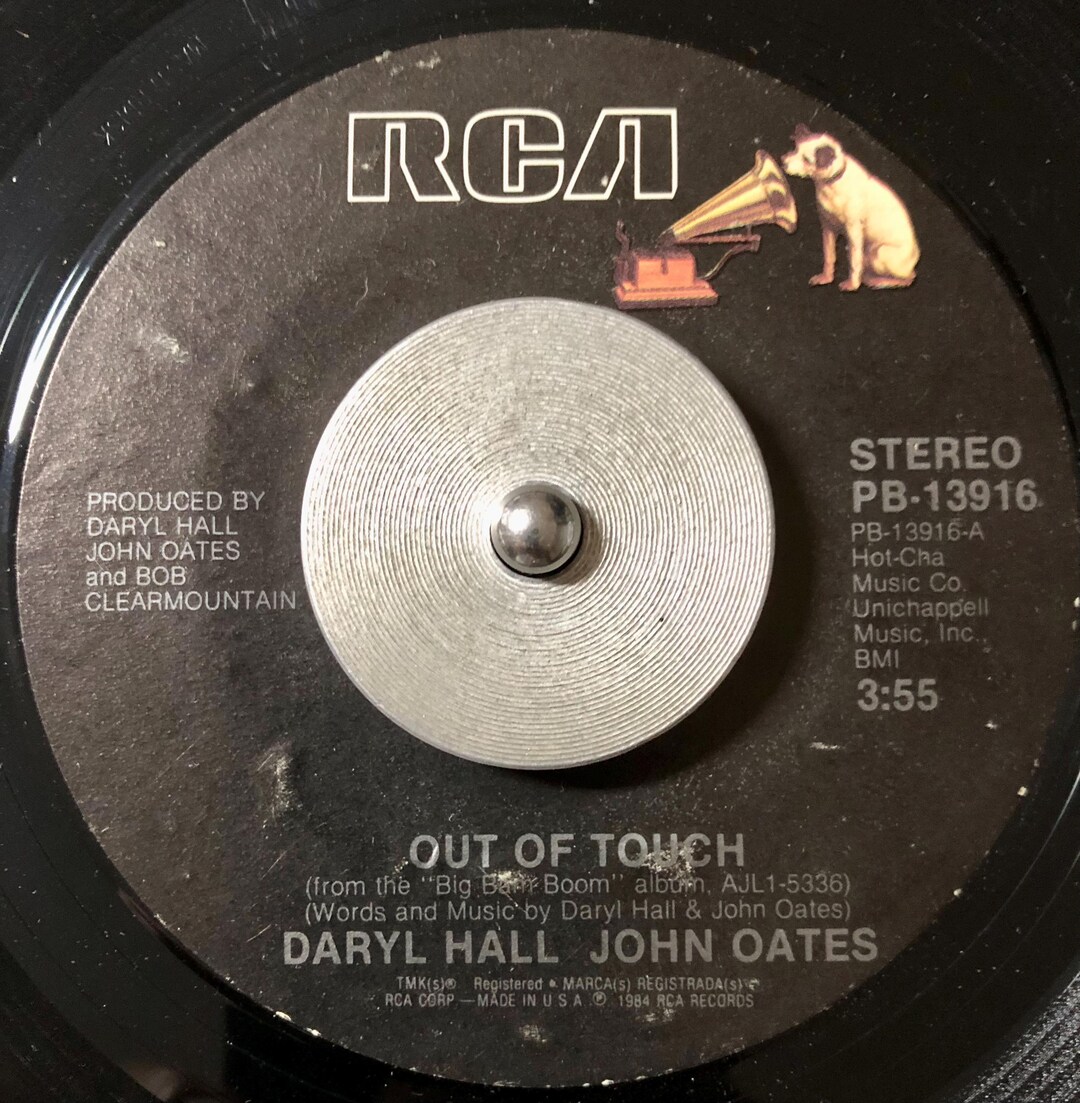 RCA
PRODUCED BY
DARYL HALL
JOHN OATES
and BOB
CLEARMOUNTAIN
STEREO
PB-13916
PB-13916-A
Hot-Cha
Music Co.
Unichappell
Music, Inc.,
BMI
3:55
OUT OF TOUCH
(from the "Big Bam Boom" album, AJL1-5336)
(Words and Music by Daryl Hall & John Oates)
DARYL HALL JOHN OATES
TMK(s)® Registered • MARCA(s) REGISTRADA(s)
RCA CORP.—MADE IN U.S.A. ℗ 1984 RCA RECORDS